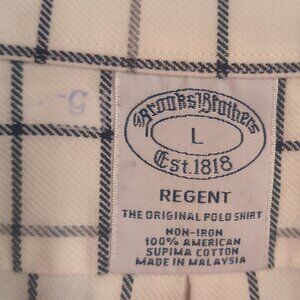 Brooks Brothers
L
Est. 1818
REGENT
THE ORIGINAL POLO SHIRT
NON-IRON
100% AMERICAN
SUPIMA COTTON
MADE IN MALAYSIA